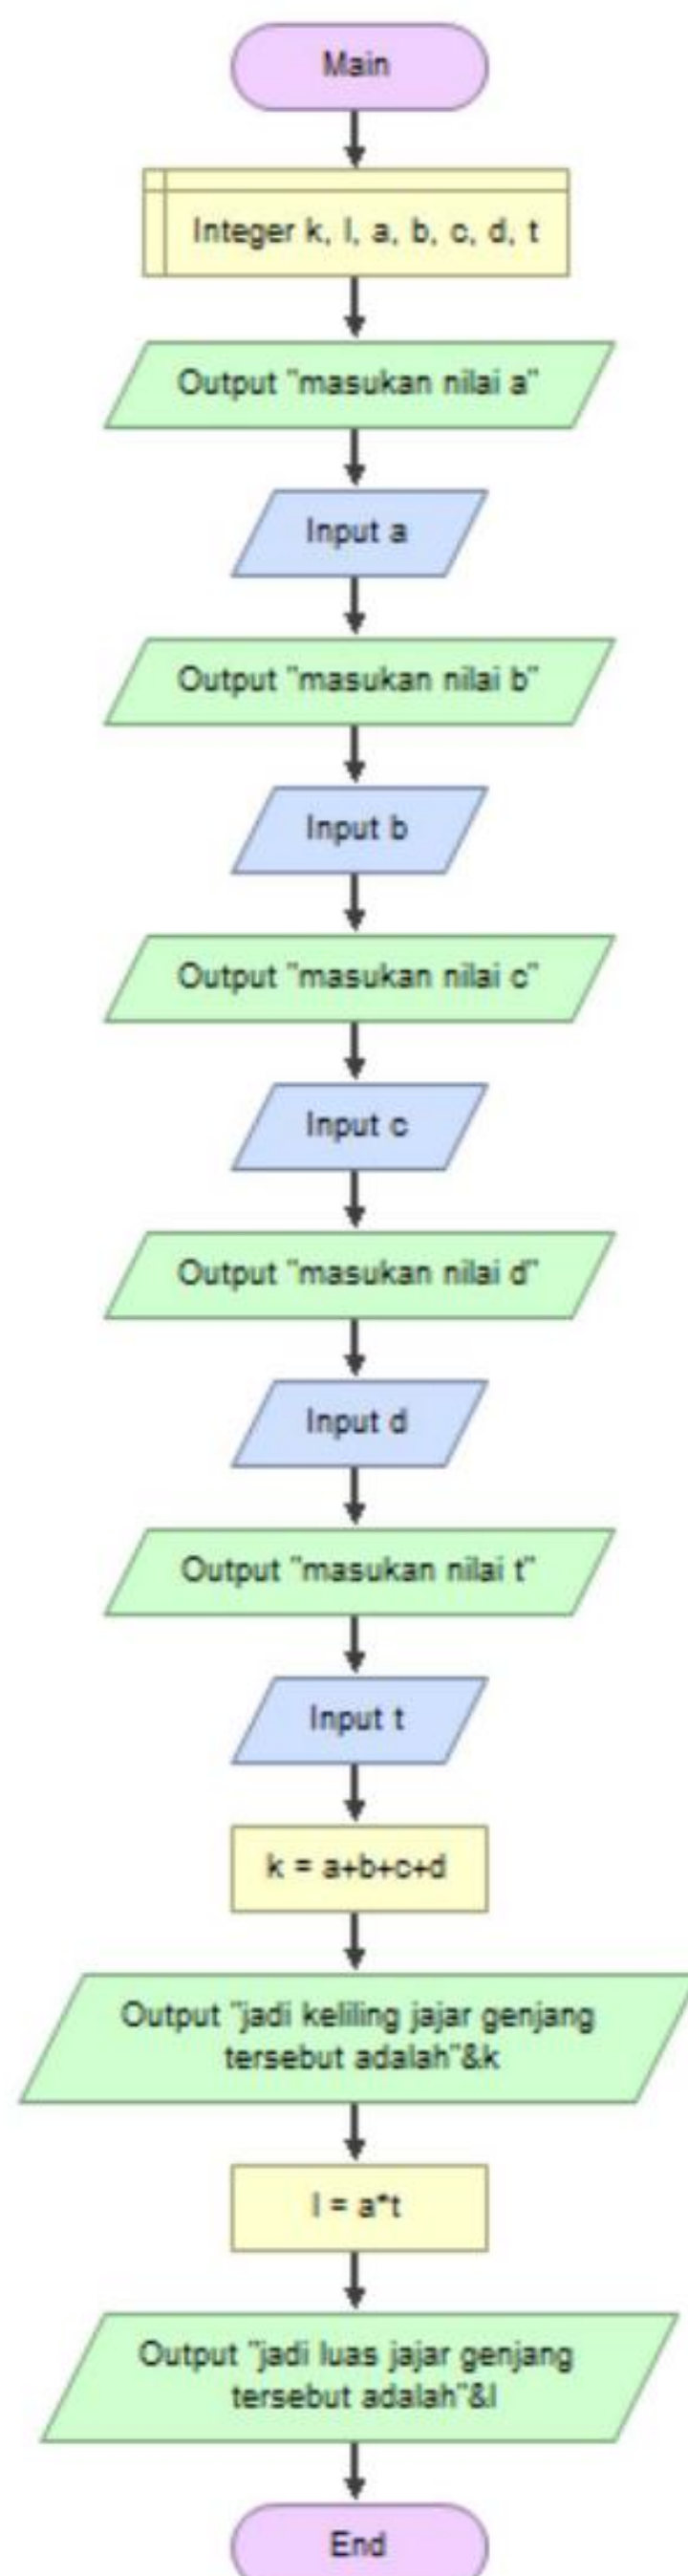 Main
Integer k, l, a, b, c, d, t
Output "masukan nilai a"
Input a
Output "masukan nilai b"
Input b
Output "masukan nilai c"
Input c
Output "masukan nilai d"
Input d
Output "masukan nilai t"
Input t
k = a+b+c+d
Output "jadi keliling jajar genjang
tersebut adalah"&k
l = a*t
Output "jadi luas jajar genjang
tersebut adalah"&l
End